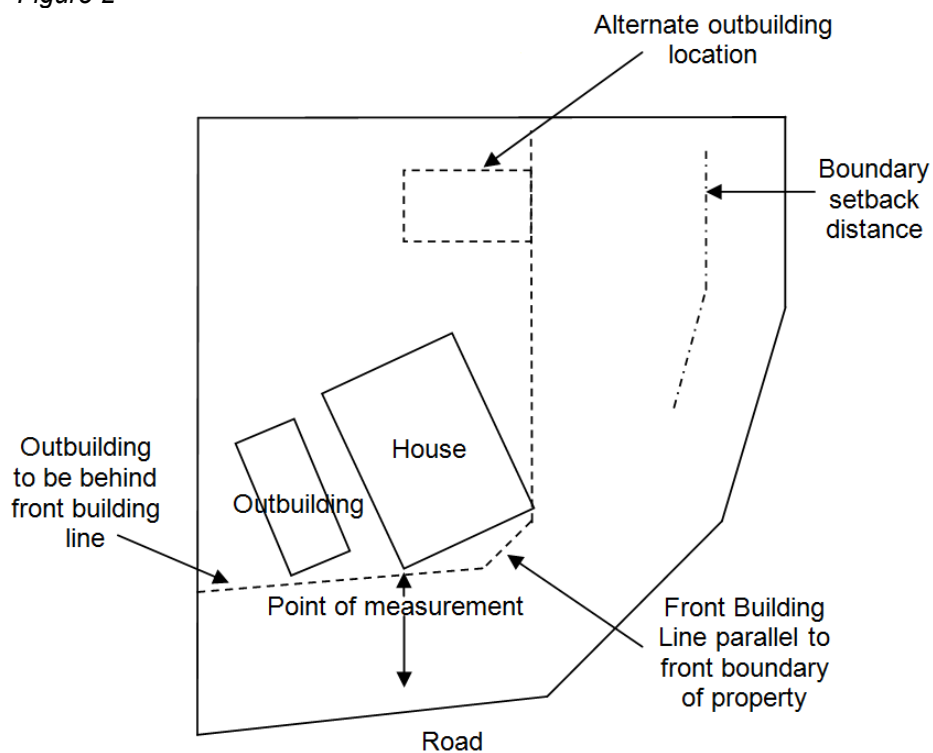 Figure 2
Alternate outbuilding
location
Boundary
setback
distance
House
Outbuilding
to be behind
front building
line
Outbuilding
Point of measurement
Front Building
Line parallel to
front boundary
of property
Road